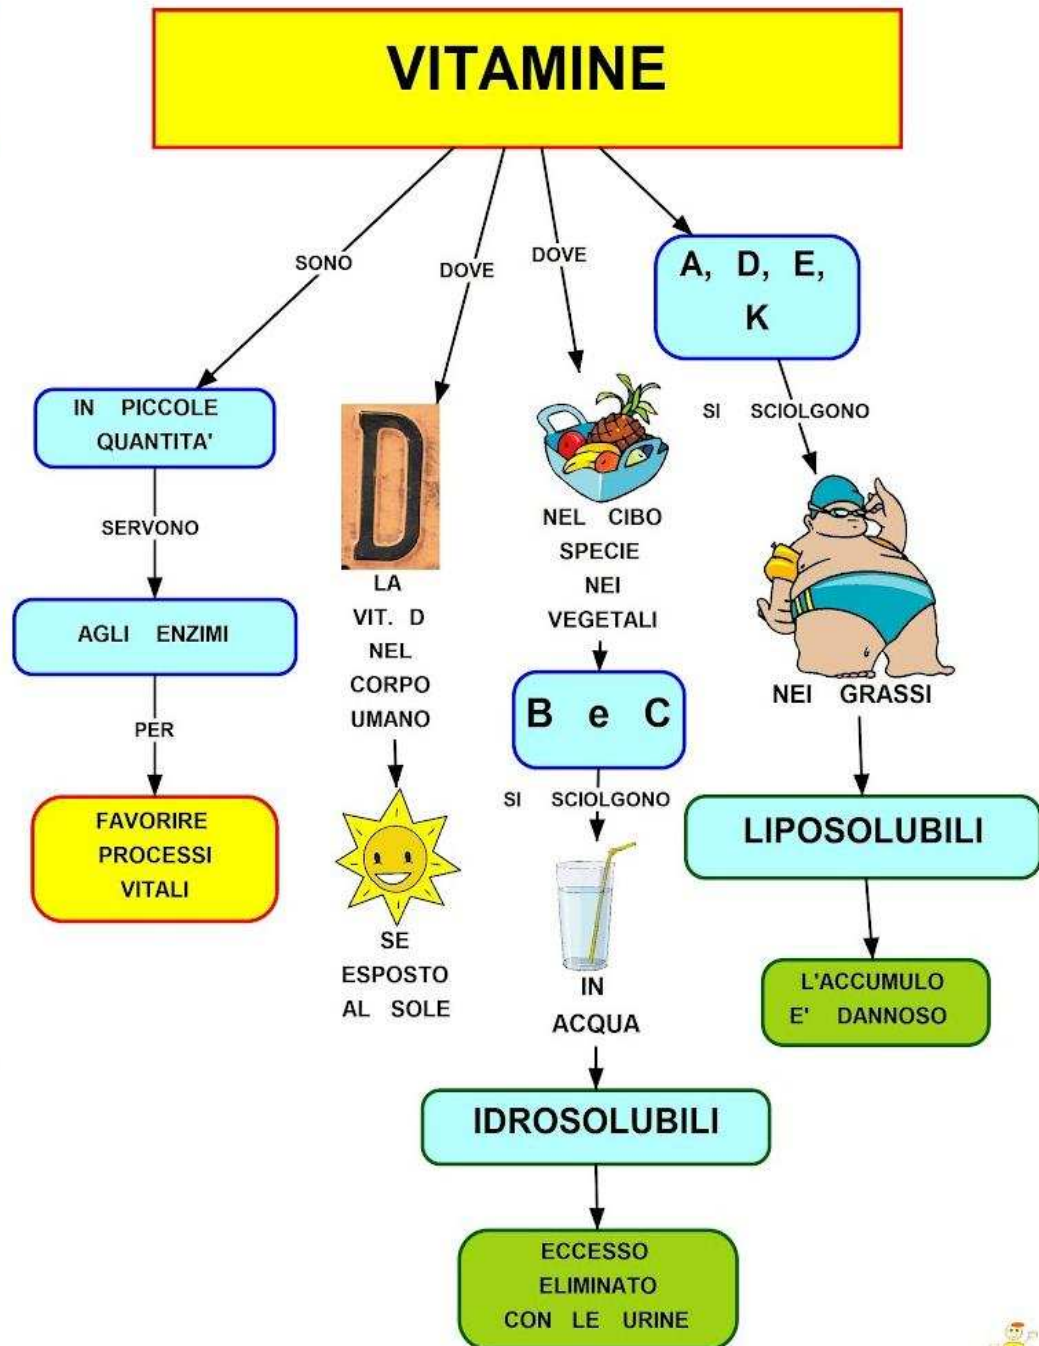 VITAMINE
SONO
IN PICCOLE
QUANTITA'
SERVONO
AGLI ENZIMI
PER
FAVORIRE
PROCESSI
VITALI
DOVE
D
LA
VIT. D
NEL
CORPO
UMANO
SE
ESPOSTO
AL SOLE
DOVE
NEL CIBO
SPECIE
NEI
VEGETALI
B e C
SI SCIOLGONO
IN
ACQUA
IDROSOLUBILI
ECCESSO
ELIMINATO
CON LE URINE
A, D, E,
K
SI SCIOLGONO
NEI GRASSI
LIPOSOLUBILI
L'ACCUMULO
E' DANNOSO